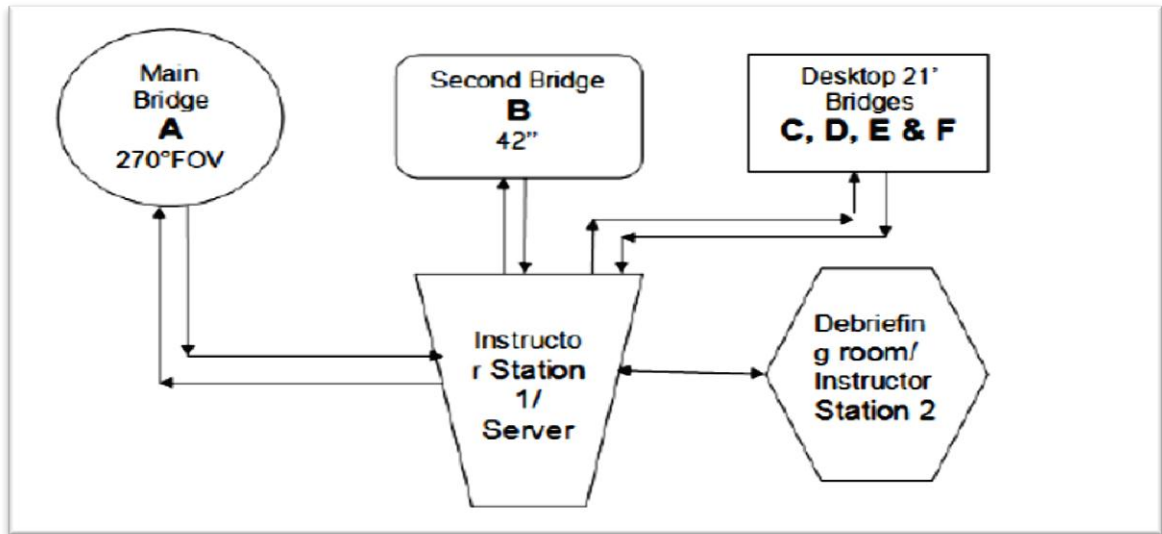 Main
Bridge
A
270°FOV
Second Bridge
B
42”
Desktop 21’
Bridges
C, D, E & F
Instructo
r Station
1/
Server
Debriefin
g room/
Instructor
Station 2